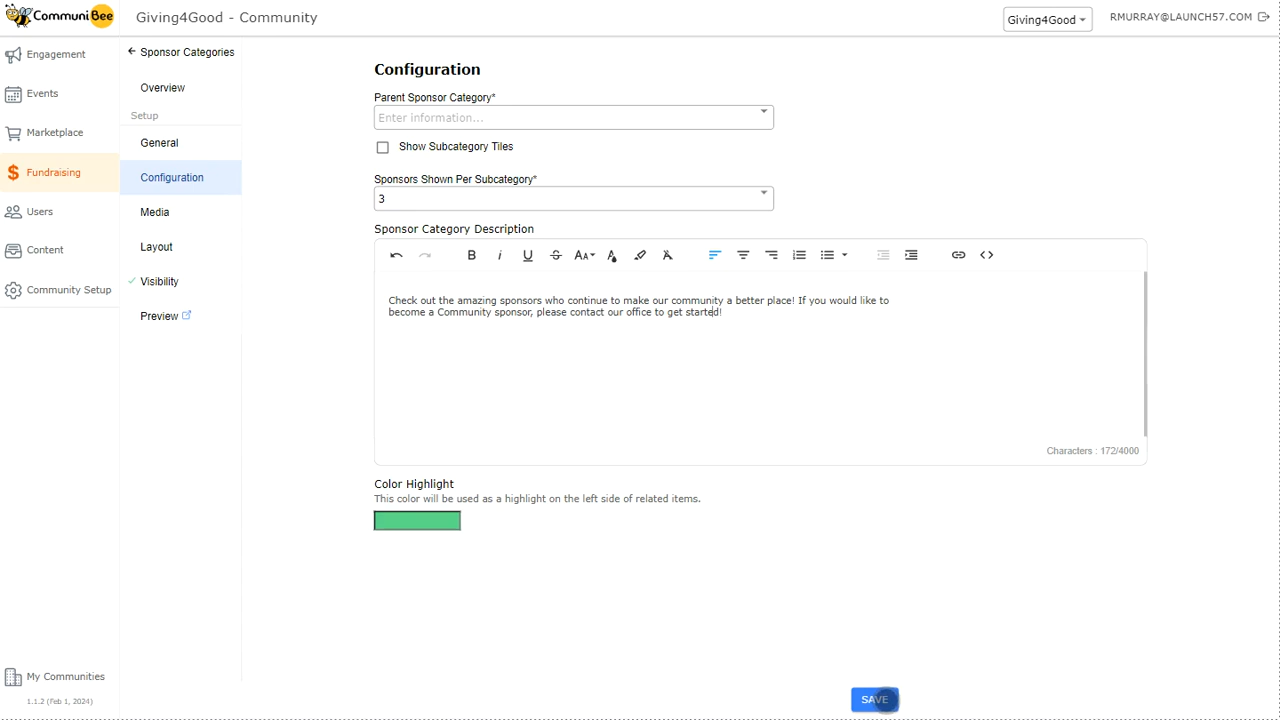 CommuniBee
Giving4Good - Community
Giving4Good
RMURRAY@LAUNCH57.COM
Engagement
Events
Marketplace
Fundraising
Users
Content
Community Setup
My Communities
1.1.2 (Feb 1, 2024)
Sponsor Categories
Overview
Setup
General
Configuration
Media
Layout
Visibility
Preview
Configuration
Parent Sponsor Category*
Enter information...
Show Subcategory Tiles
Sponsors Shown Per Subcategory*
3
Sponsor Category Description
B i U S AA A
Check out the amazing sponsors who continue to make our community a better place! If you would like to
become a Community sponsor, please contact our office to get started!
Characters : 172/4000
Color Highlight
This color will be used as a highlight on the left side of related items.
SAVE